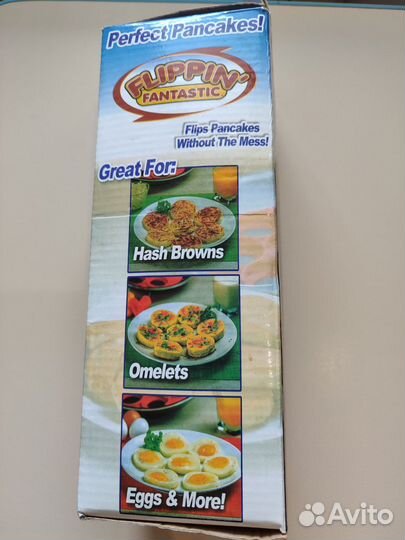 Perfect Pancakes!
FLIPPIN'
FANTASTIC
Flips Pancakes
Without The Mess!
Great For:
Hash Browns
Omelets
Eggs & More!
Avito